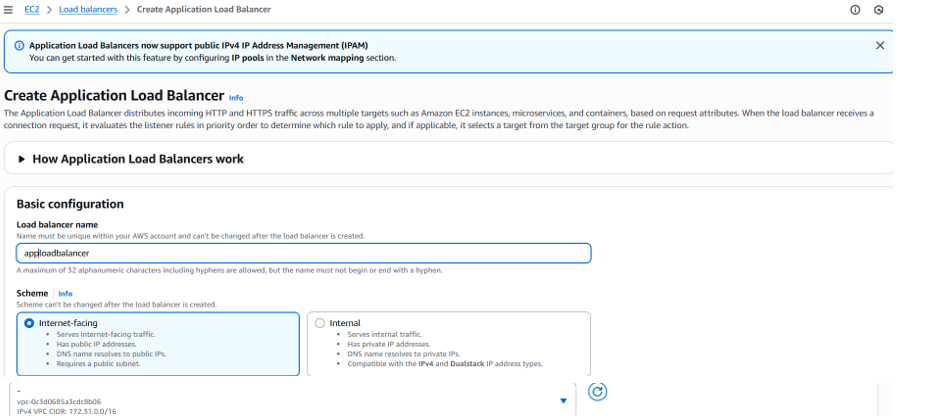 EC2 > Load balancers > Create Application Load Balancer
Application Load Balancers now support public IPv4 IP Address Management (IPAM)
You can get started with this feature by configuring IP pools in the Network mapping section.
Create Application Load Balancer Info
The Application Load Balancer distributes incoming HTTP and HTTPS traffic across multiple targets such as Amazon EC2 instances, microservices, and containers, based on request attributes. When the load balancer receives a
connection request, it evaluates the listener rules in priority order to determine which rule to apply, and if applicable, it selects a target from the target group for the rule action.
How Application Load Balancers work
Basic configuration
Load balancer name
Name must be unique within your AWS account and can't be changed after the load balancer is created.
apploadbalancer
A maximum of 32 alphanumeric characters including hyphens are allowed, but the name must not begin or end with a hyphen.
Scheme Info
Scheme can't be changed after the load balancer is created.
Internet-facing
• Serves internet-facing traffic.
• Has public IP addresses.
• DNS name resolves to public IPs.
• Requires a public subnet.
Internal
• Serves internal traffic.
• Has private IP addresses.
• DNS name resolves to private IPs.
• Compatible with the IPv4 and Dualstack IP address types.
-
vpc-0c3d0685a3cdc8b06
IPv4 VPC CIDR: 172.31.0.0/16